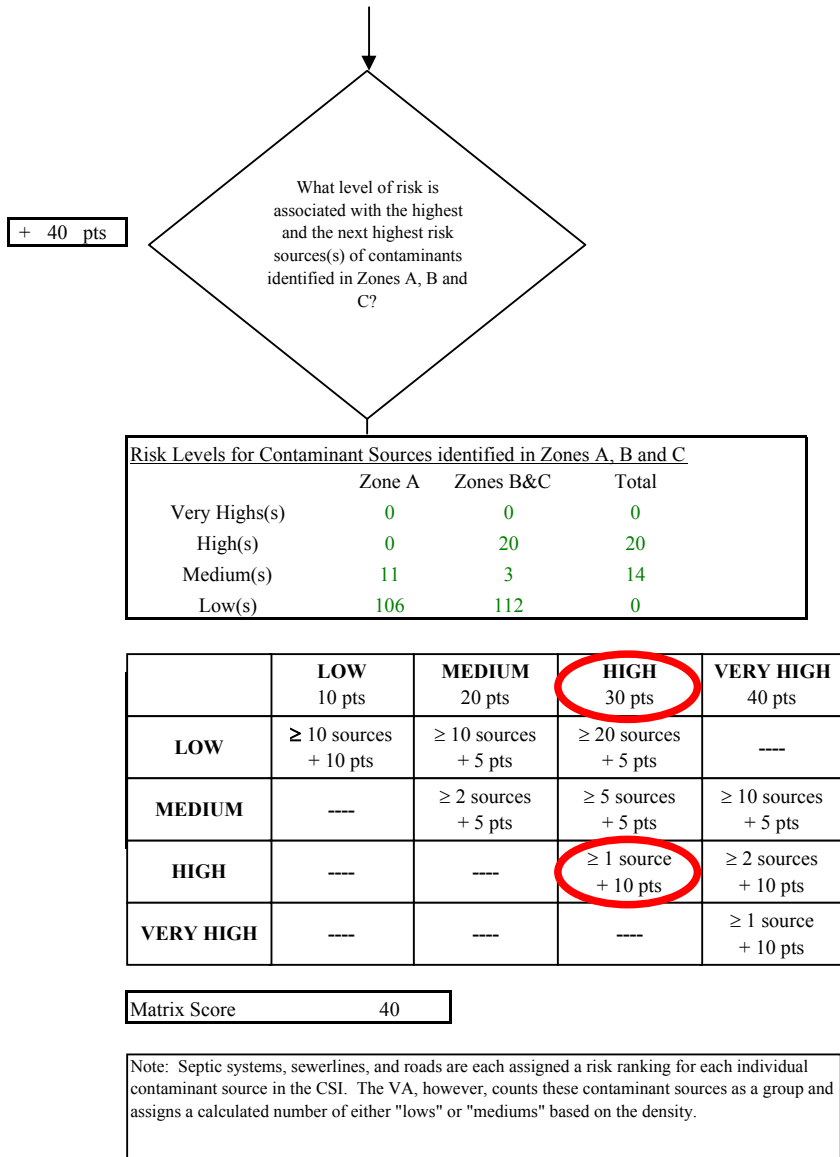 What level of risk is
associated with the highest
and the next highest risk
sources(s) of contaminants
identified in Zones A, B and
C?
+ 40 pts
Risk Levels for Contaminant Sources identified in Zones A, B and C
Zone A Zones B&C Total
Very Highs(s) 0 0 0
High(s) 0 20 20
Medium(s) 11 3 14
Low(s) 106 112 0
LOW MEDIUM HIGH VERY HIGH
10 pts 20 pts 30 pts 40 pts
LOW ≥ 10 sources ≥ 10 sources ≥ 20 sources ----
+ 10 pts + 5 pts + 5 pts
MEDIUM ---- ≥ 2 sources ≥ 5 sources ≥ 10 sources
+ 5 pts + 5 pts + 5 pts
HIGH ---- ---- ≥ 1 source ≥ 2 sources
+ 10 pts + 10 pts
VERY HIGH ---- ---- ---- ≥ 1 source
+ 10 pts
Matrix Score 40
Note: Septic systems, sewerlines, and roads are each assigned a risk ranking for each individual
contaminant source in the CSI. The VA, however, counts these contaminant sources as a group and
assigns a calculated number of either "lows" or "mediums" based on the density.